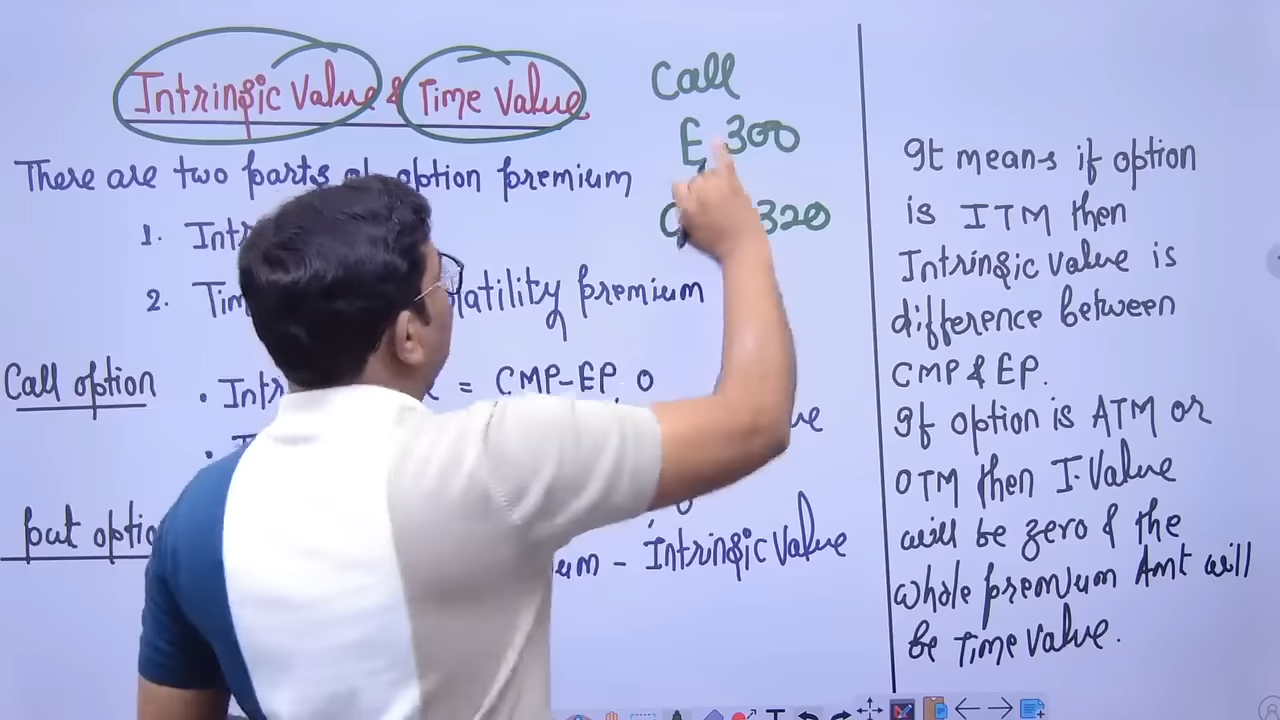 Intrinsic Value & Time Value
There are two parts of option premium
1. Int
2. Tim latility premium
Call option
= CMP-EP, 0
ue
put optio
um - Intrinsic Value
Call
E 300
C 320
It means if option
is ITM then
Intrinsic value is
difference between
CMP & EP.
If option is ATM or
OTM then I. Value
will be zero & the
whole premium Amt will
be Time Value.